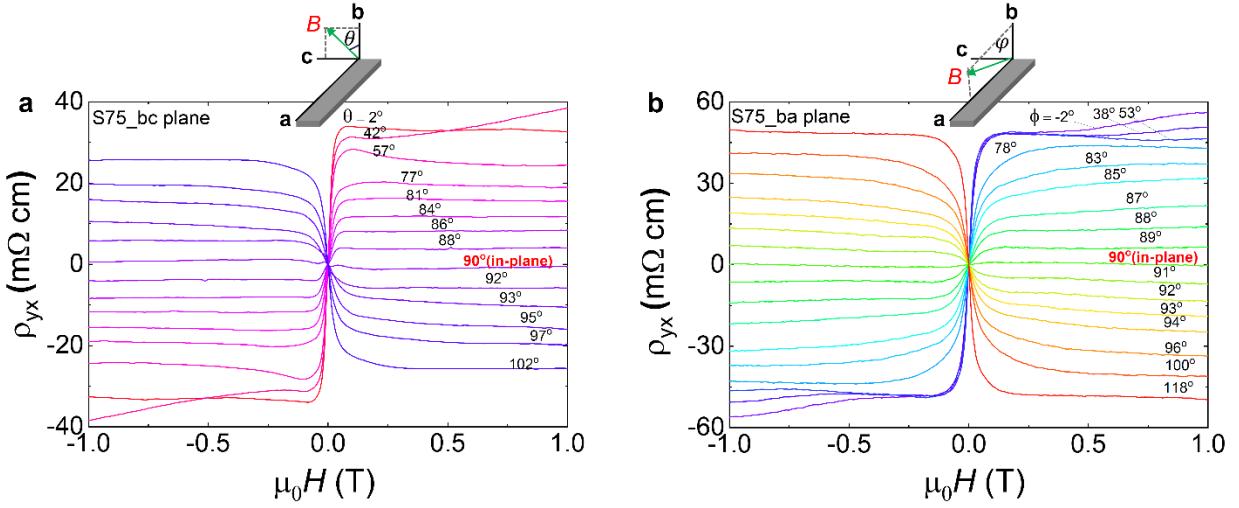 b
B
θ
c
a
a
S75_bc plane
θ = 2°
42°
57°
77°
81°
84°
86°
88°
90°(in-plane)
92°
93°
95°
97°
102°
40
20
0
-20
-40
ρyx (mΩ cm)
-1.0
-0.5
0.0
0.5
1.0
μ0H (T)
b
φ
c
B
a
b
S75_ba plane
ϕ = -2°
38°
53°
78°
83°
85°
87°
88°
89°
90°(in-plane)
91°
92°
93°
94°
96°
100°
118°
60
30
0
-30
-60
ρyx (mΩ cm)
-1.0
-0.5
0.0
0.5
1.0
μ0H (T)